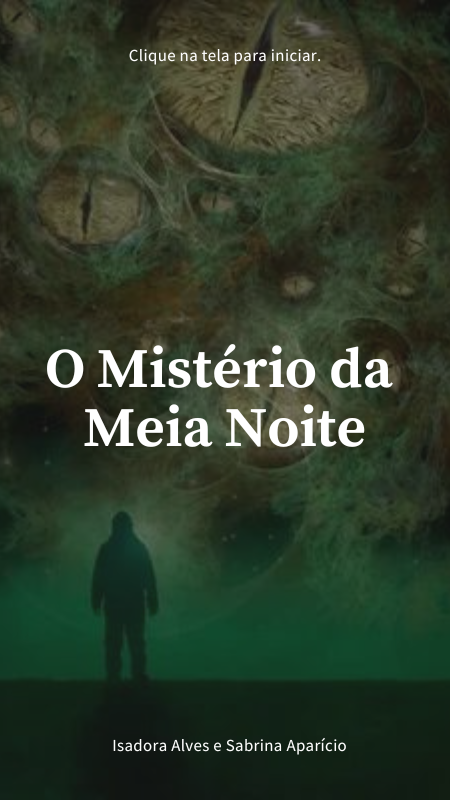 Clique na tela para iniciar.
O Mistério da
Meia Noite
Isadora Alves e Sabrina Aparício